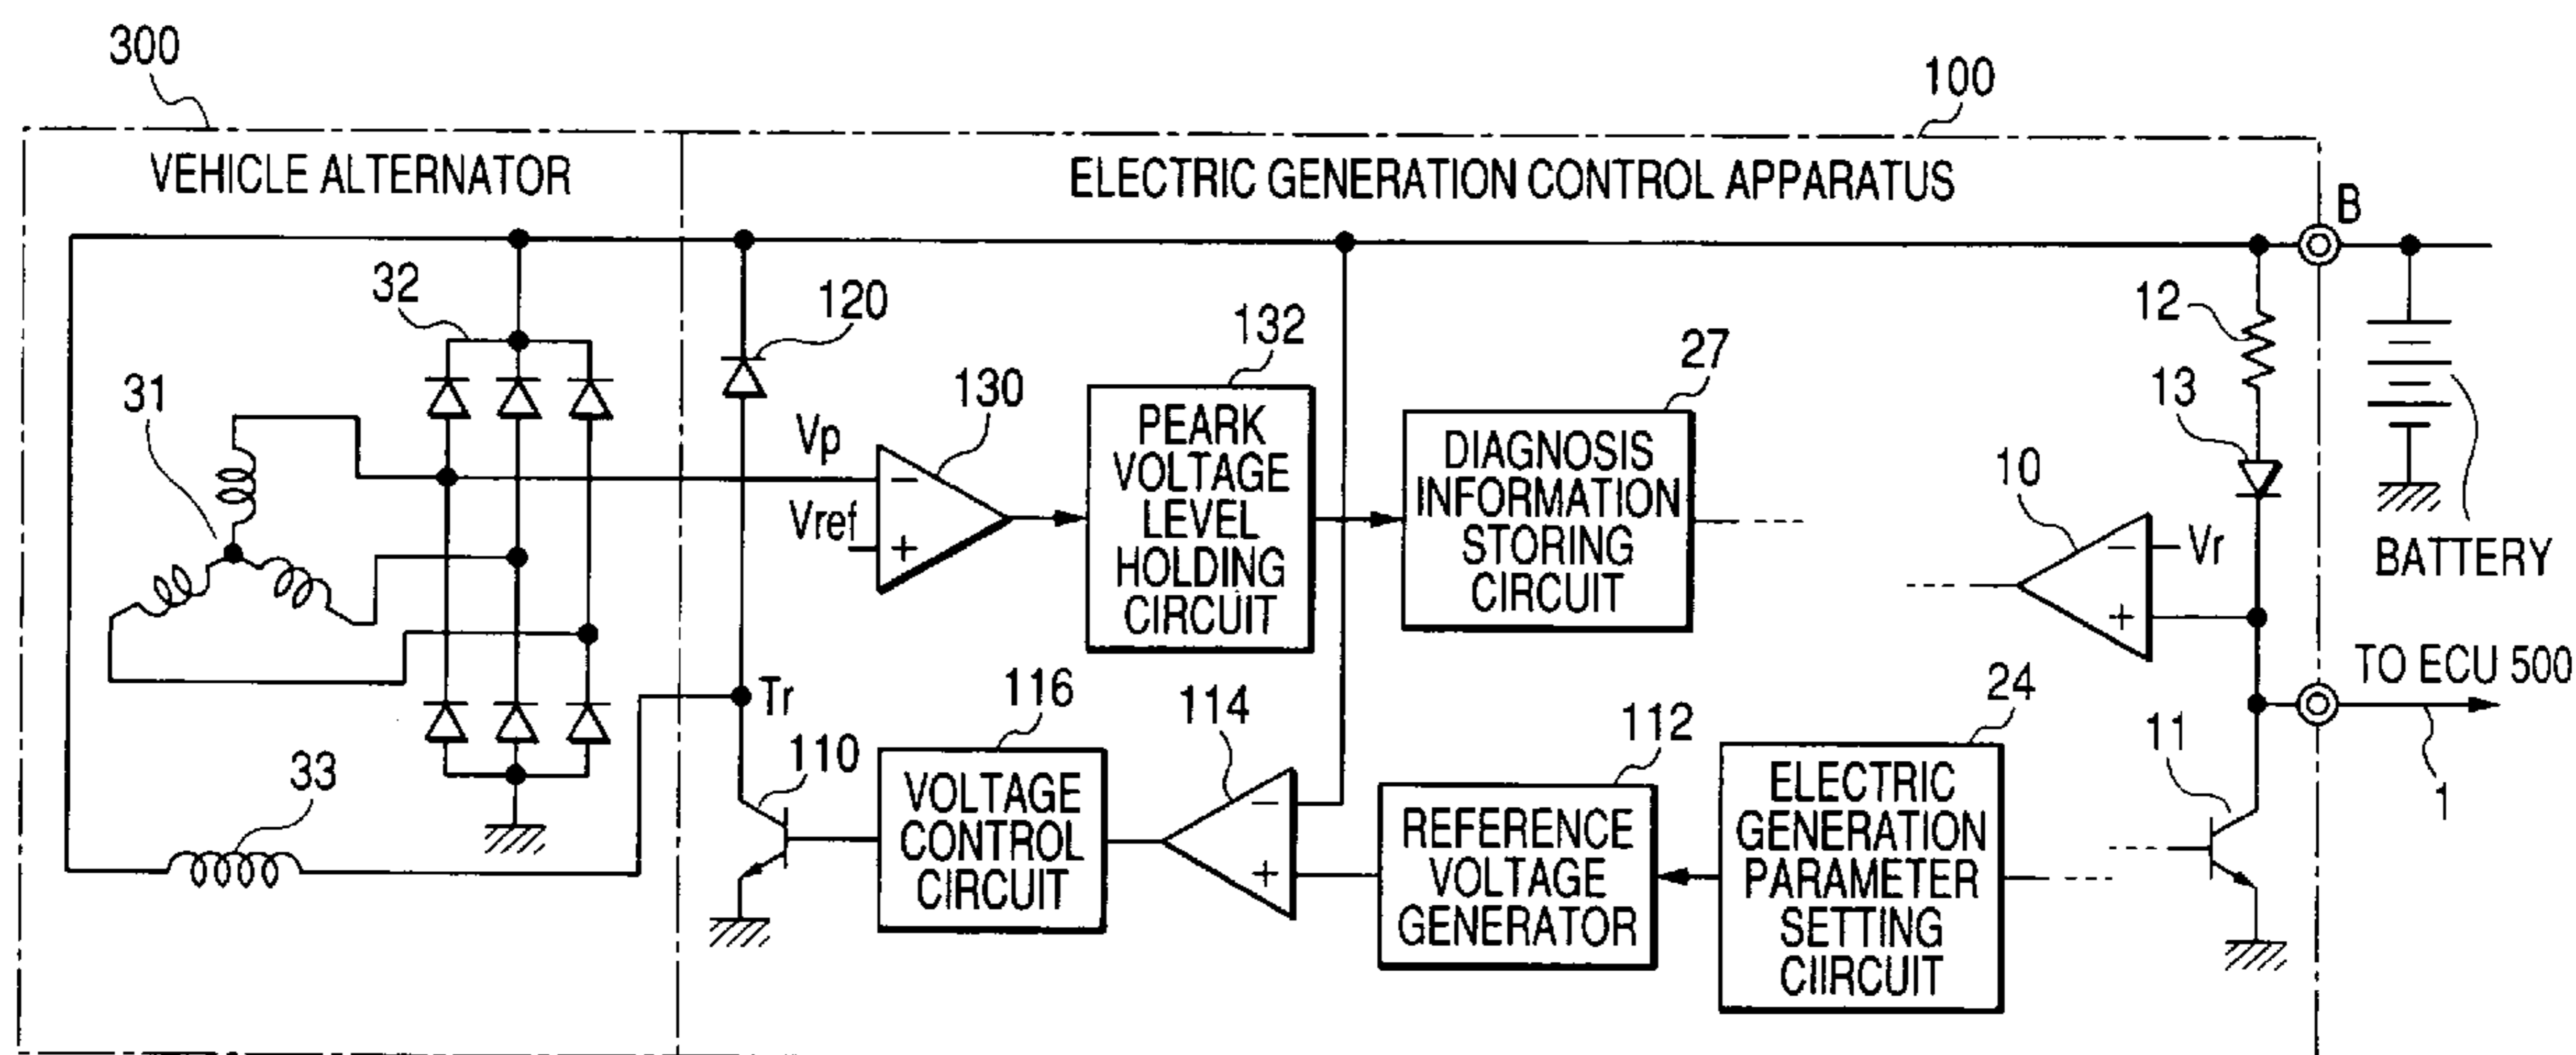 300
100
VEHICLE ALTERNATOR
ELECTRIC GENERATION CONTROL APPARATUS
B
32
120
132
27
12
31
130
13
Vp
Vref
−
+
PEARK
VOLTAGE
LEVEL
HOLDING
CIRCUIT
DIAGNOSIS
INFORMATION
STORING
CIRCUIT
10
−
Vr
+
BATTERY
TO ECU 500
Tr
116
114
112
24
11
1
33
110
VOLTAGE
CONTROL
CIRCUIT
−
+
REFERENCE
VOLTAGE
GENERATOR
ELECTRIC
GENERATION
PARAMETER
SETTING
CIIRCUIT